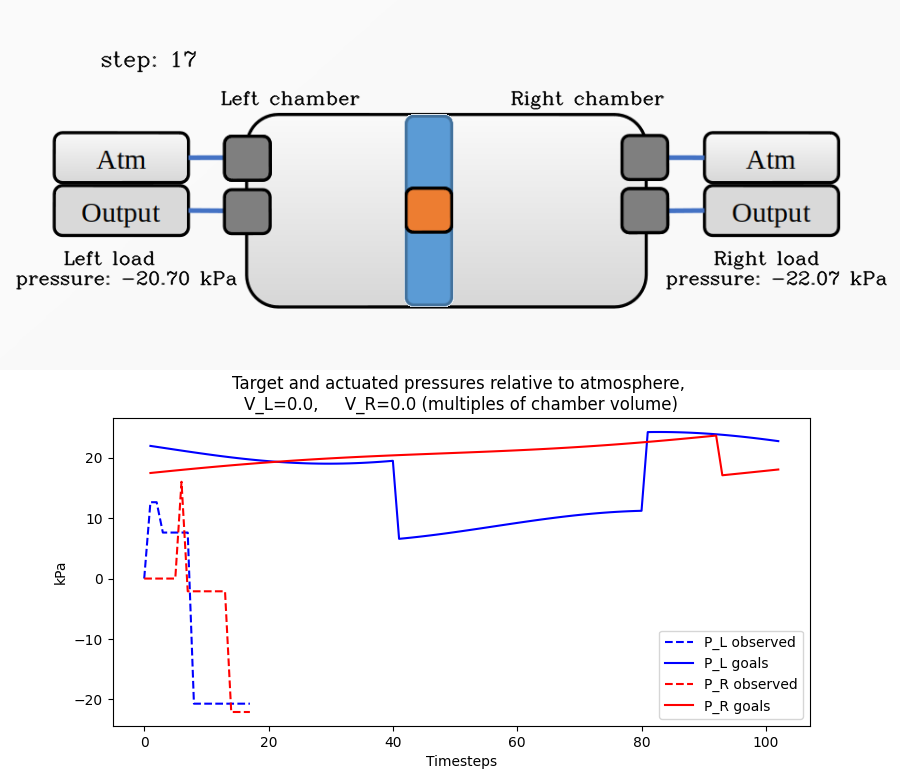 step: 17
Left chamber
Right chamber
Atm
Atm
Output
Output
Left load
pressure: −20.70 kPa
Right load
pressure: −22.07 kPa
Target and actuated pressures relative to atmosphere,
V_L=0.0, V_R=0.0 (multiples of chamber volume)
20
10
0
−10
−20
kPa
P_L observed
P_L goals
P_R observed
P_R goals
0
20
40
60
80
100
Timesteps